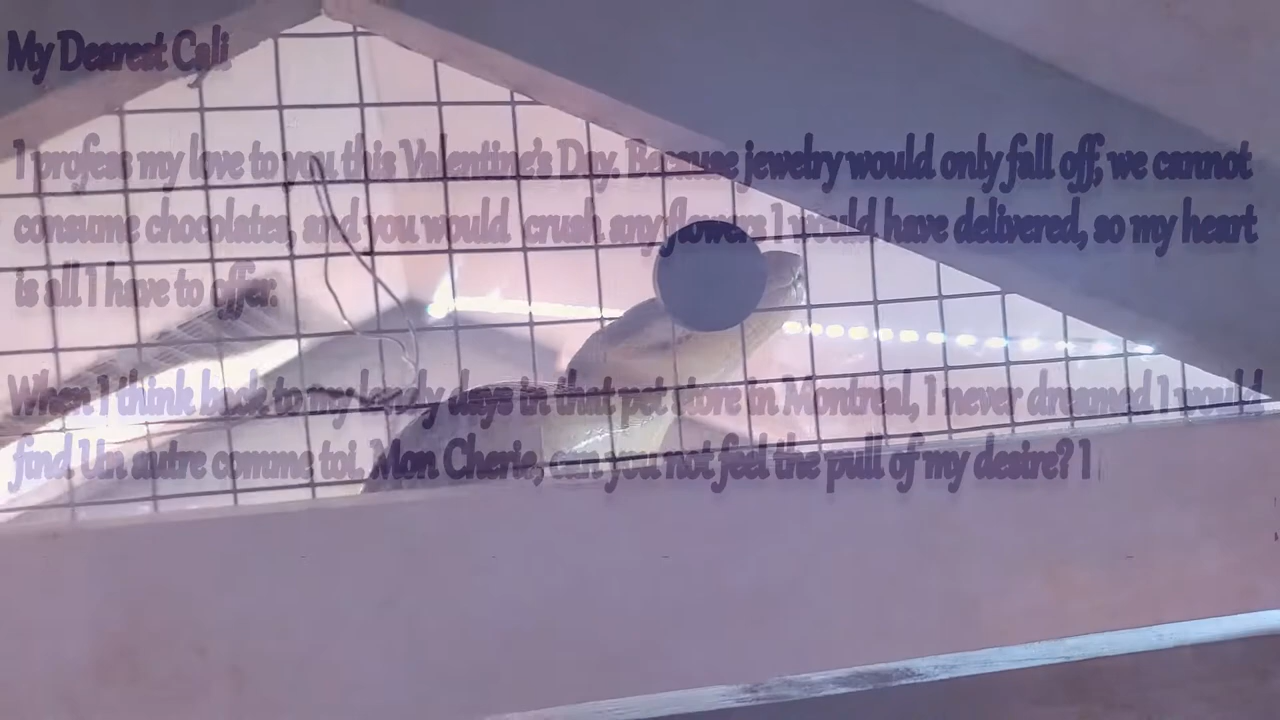 My Dearest Cali
I profess my love to you this Valentine's Day. Because jewelry would only fall off, we cannot
consume chocolates, and you would crush any flowers I would have delivered, so my heart
is all I have to offer.
When I think back to my lonely days in that pet store in Montreal, I never dreamed I would
find Un autre comme toi. Mon Cherie, can you not feel the pull of my desire? I